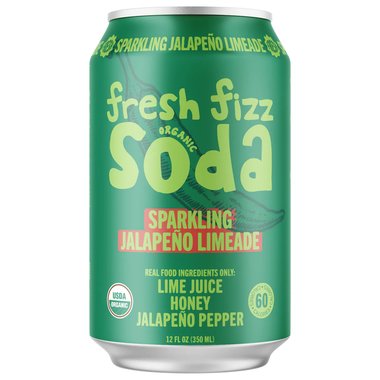 SPARKLING JALAPEÑO LIMEADE
fresh fizz
ORGANIC
soda
SPARKLING
JALAPEÑO LIMEADE
REAL FOOD INGREDIENTS ONLY:
LIME JUICE
HONEY
JALAPEÑO PEPPER
USDA
ORGANIC
60
12 FL OZ (350 ML)